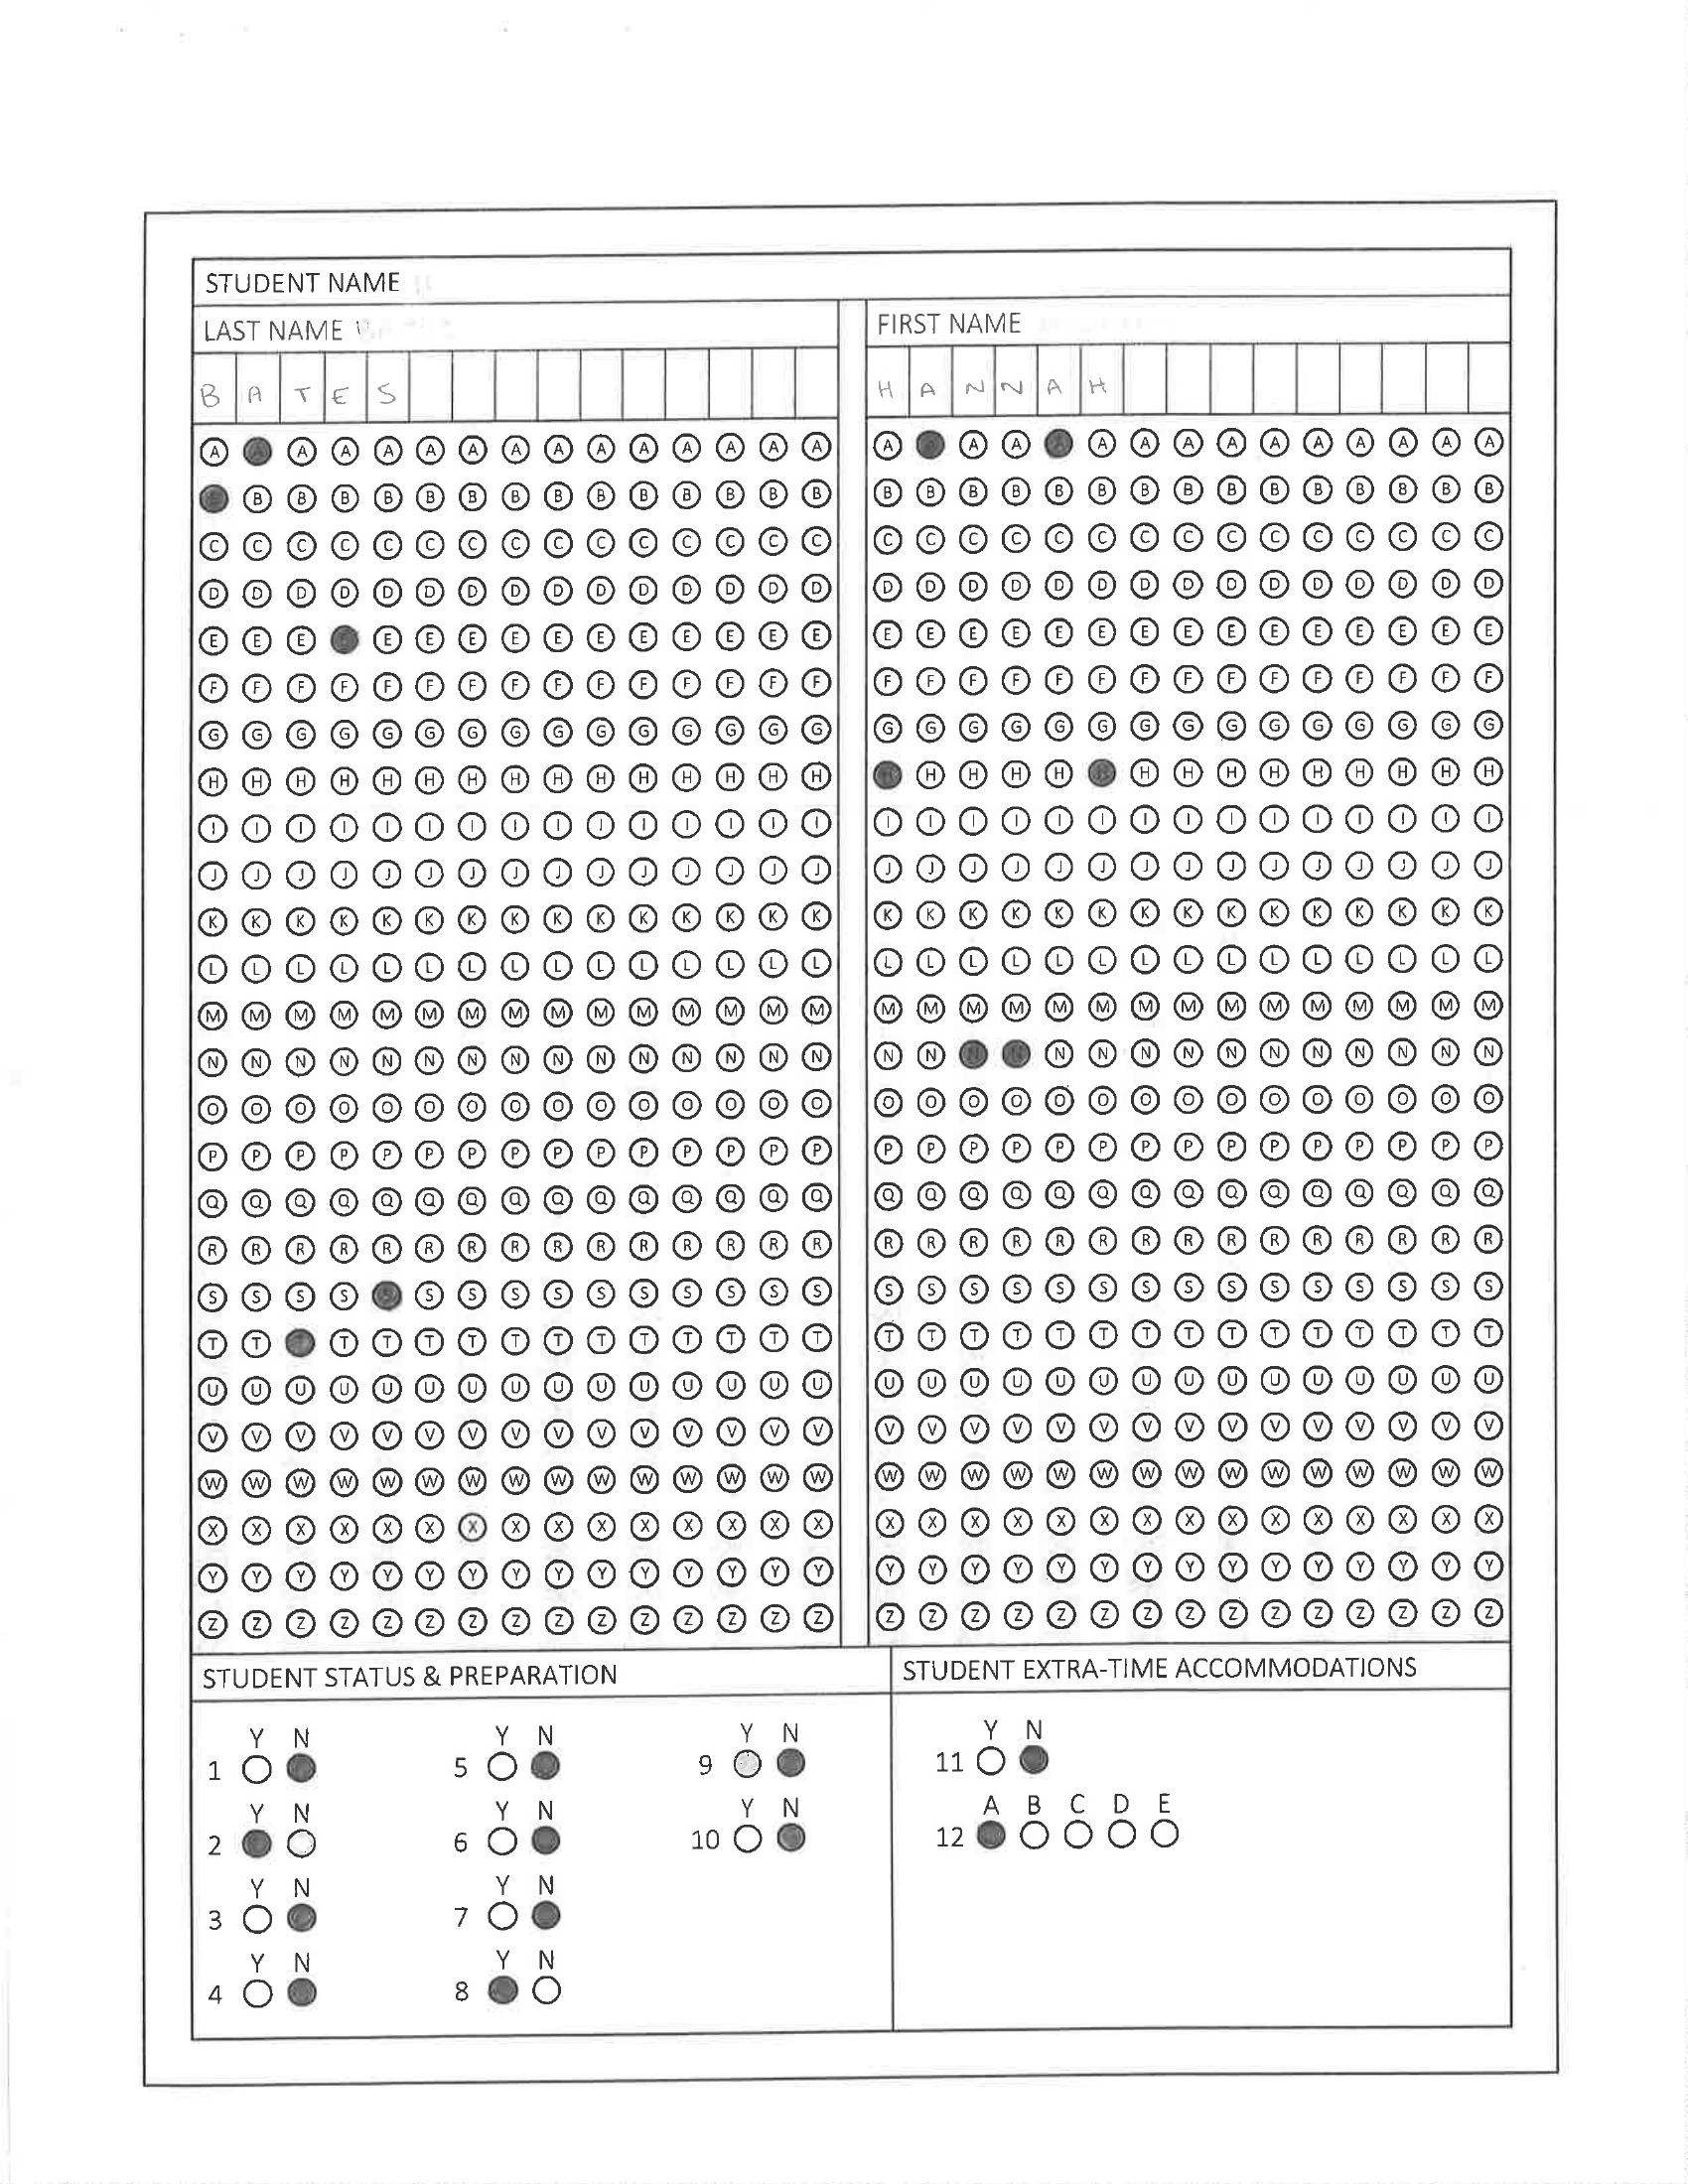 STUDENT NAME
LAST NAME
FIRST NAME
B A T E S
H A N N A H
A A A A A A A A A A A A A A A
A A A A A A A A A A A A A A A
B B B B B B B B B B B B B B
B B B B B B B B B B B B B B B
C C C C C C C C C C C C C C C
C C C C C C C C C C C C C C C
D D D D D D D D D D D D D D D
D D D D D D D D D D D D D D D
E E E E E E E E E E E E E E
E E E E E E E E E E E E E E E
F F F F F F F F F F F F F F F
F F F F F F F F F F F F F F F
G G G G G G G G G G G G G G G
G G G G G G G G G G G G G G G
H H H H H H H H H H H H H H H
H H H H H H H H H H H H H H H
I I I I I I I I I I I I I I I
I I I I I I I I I I I I I I I
J J J J J J J J J J J J J J J
J J J J J J J J J J J J J J J
K K K K K K K K K K K K K K K
K K K K K K K K K K K K K K K
L L L L L L L L L L L L L L L
L L L L L L L L L L L L L L L
M M M M M M M M M M M M M M M
M M M M M M M M M M M M M M M
N N N N N N N N N N N N N N N
N N N N N N N N N N N N N N N
O O O O O O O O O O O O O O O
O O O O O O O O O O O O O O O
P P P P P P P P P P P P P P P
P P P P P P P P P P P P P P P
Q Q Q Q Q Q Q Q Q Q Q Q Q Q Q
Q Q Q Q Q Q Q Q Q Q Q Q Q Q Q
R R R R R R R R R R R R R R R
R R R R R R R R R R R R R R R
S S S S S S S S S S S S S S S
S S S S S S S S S S S S S S S
T T T T T T T T T T T T T T T
T T T T T T T T T T T T T T T
U U U U U U U U U U U U U U U
U U U U U U U U U U U U U U U
V V V V V V V V V V V V V V V
V V V V V V V V V V V V V V V
W W W W W W W W W W W W W W W
W W W W W W W W W W W W W W W
X X X X X X X X X X X X X X X
X X X X X X X X X X X X X X X
Y Y Y Y Y Y Y Y Y Y Y Y Y Y Y
Y Y Y Y Y Y Y Y Y Y Y Y Y Y Y
Z Z Z Z Z Z Z Z Z Z Z Z Z Z Z
Z Z Z Z Z Z Z Z Z Z Z Z Z Z Z
STUDENT STATUS & PREPARATION
Y N
1
Y N
2
Y N
3
Y N
4
Y N
5
Y N
6
Y N
7
Y N
8
Y N
9
Y N
10
STUDENT EXTRA-TIME ACCOMMODATIONS
Y N
11
A B C D E
12